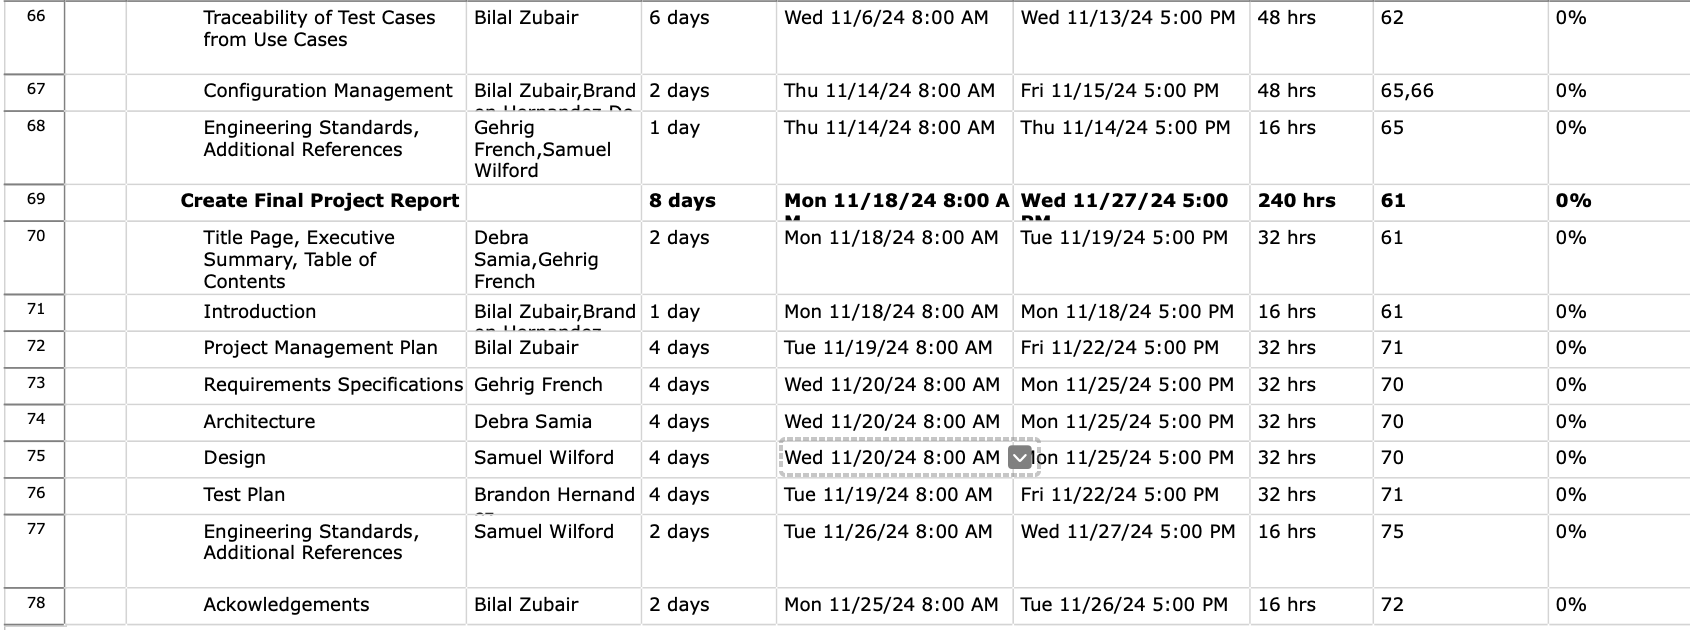 66 Traceability of Test Cases from Use Cases Bilal Zubair 6 days Wed 11/6/24 8:00 AM Wed 11/13/24 5:00 PM 48 hrs 62 0%
67 Configuration Management Bilal Zubair,Brand 2 days Thu 11/14/24 8:00 AM Fri 11/15/24 5:00 PM 48 hrs 65,66 0%
68 Engineering Standards, Additional References Gehrig French,Samuel Wilford 1 day Thu 11/14/24 8:00 AM Thu 11/14/24 5:00 PM 16 hrs 65 0%
69 Create Final Project Report 8 days Mon 11/18/24 8:00 A Wed 11/27/24 5:00 240 hrs 61 0%
70 Title Page, Executive Summary, Table of Contents Debra Samia,Gehrig French 2 days Mon 11/18/24 8:00 AM Tue 11/19/24 5:00 PM 32 hrs 61 0%
71 Introduction Bilal Zubair,Brand 1 day Mon 11/18/24 8:00 AM Mon 11/18/24 5:00 PM 16 hrs 61 0%
72 Project Management Plan Bilal Zubair 4 days Tue 11/19/24 8:00 AM Fri 11/22/24 5:00 PM 32 hrs 71 0%
73 Requirements Specifications Gehrig French 4 days Wed 11/20/24 8:00 AM Mon 11/25/24 5:00 PM 32 hrs 70 0%
74 Architecture Debra Samia 4 days Wed 11/20/24 8:00 AM Mon 11/25/24 5:00 PM 32 hrs 70 0%
75 Design Samuel Wilford 4 days Wed 11/20/24 8:00 AM Mon 11/25/24 5:00 PM 32 hrs 70 0%
76 Test Plan Brandon Hernand 4 days Tue 11/19/24 8:00 AM Fri 11/22/24 5:00 PM 32 hrs 71 0%
77 Engineering Standards, Additional References Samuel Wilford 2 days Tue 11/26/24 8:00 AM Wed 11/27/24 5:00 PM 16 hrs 75 0%
78 Ackowledgements Bilal Zubair 2 days Mon 11/25/24 8:00 AM Tue 11/26/24 5:00 PM 16 hrs 72 0%